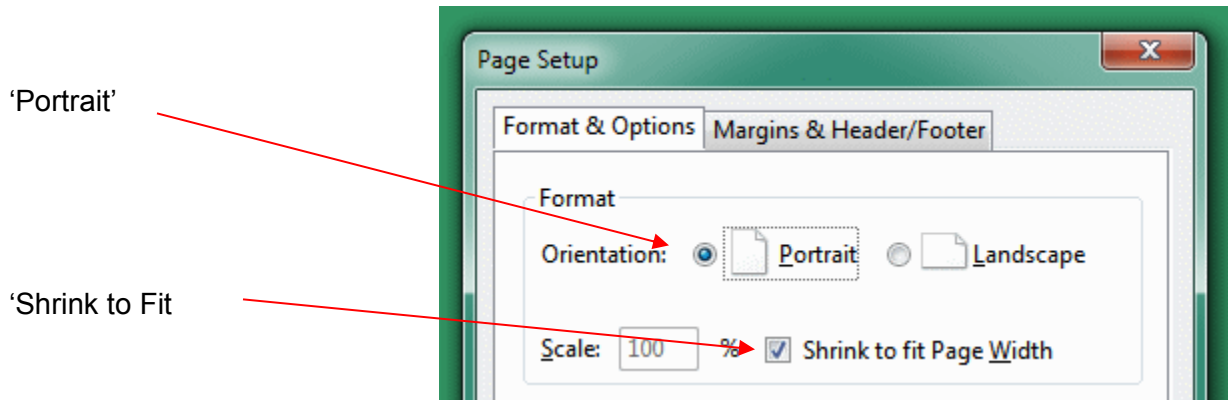 Page Setup
‘Portrait’
Format & Options Margins & Header/Footer
Format
Orientation: Portrait Landscape
‘Shrink to Fit
Scale: 100 % Shrink to fit Page Width